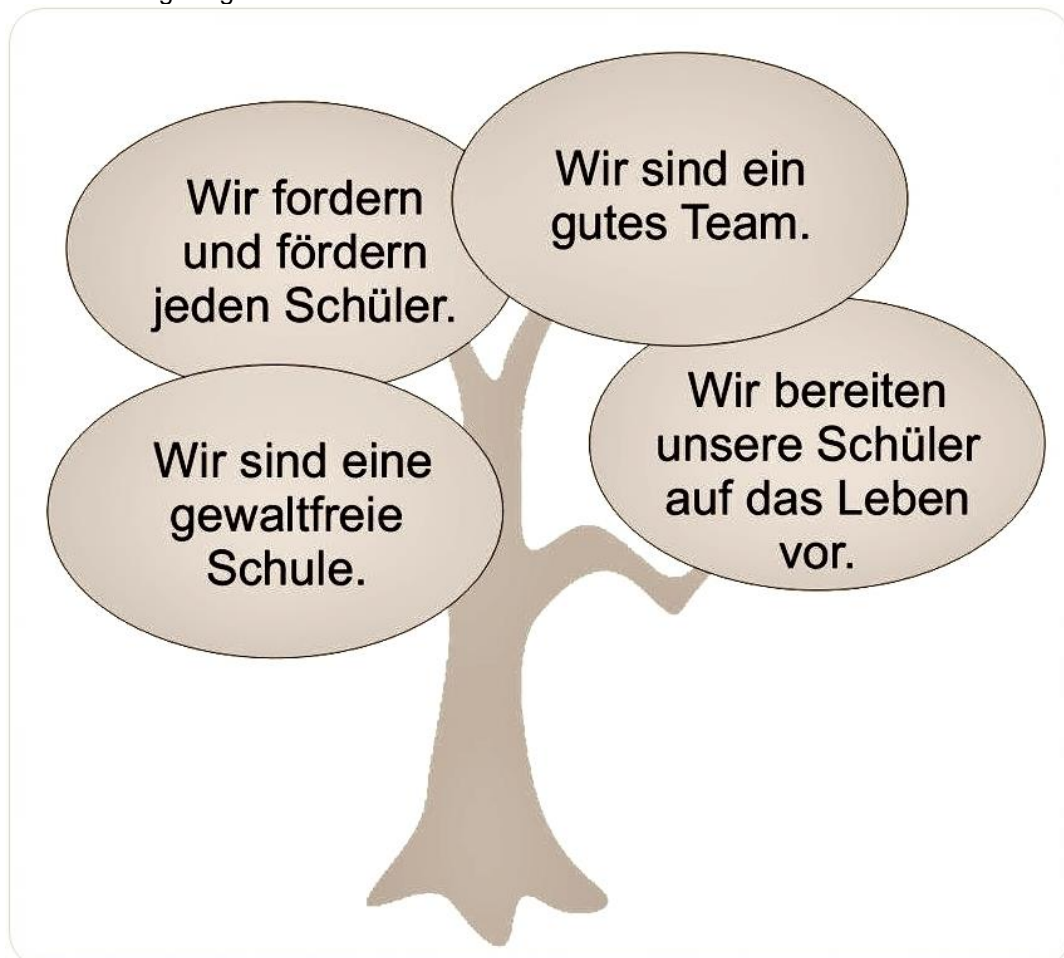 Wir fordern
und fördern
jeden Schüler.
Wir sind ein
gutes Team.
Wir sind eine
gewaltfreie
Schule.
Wir bereiten
unsere Schüler
auf das Leben
vor.